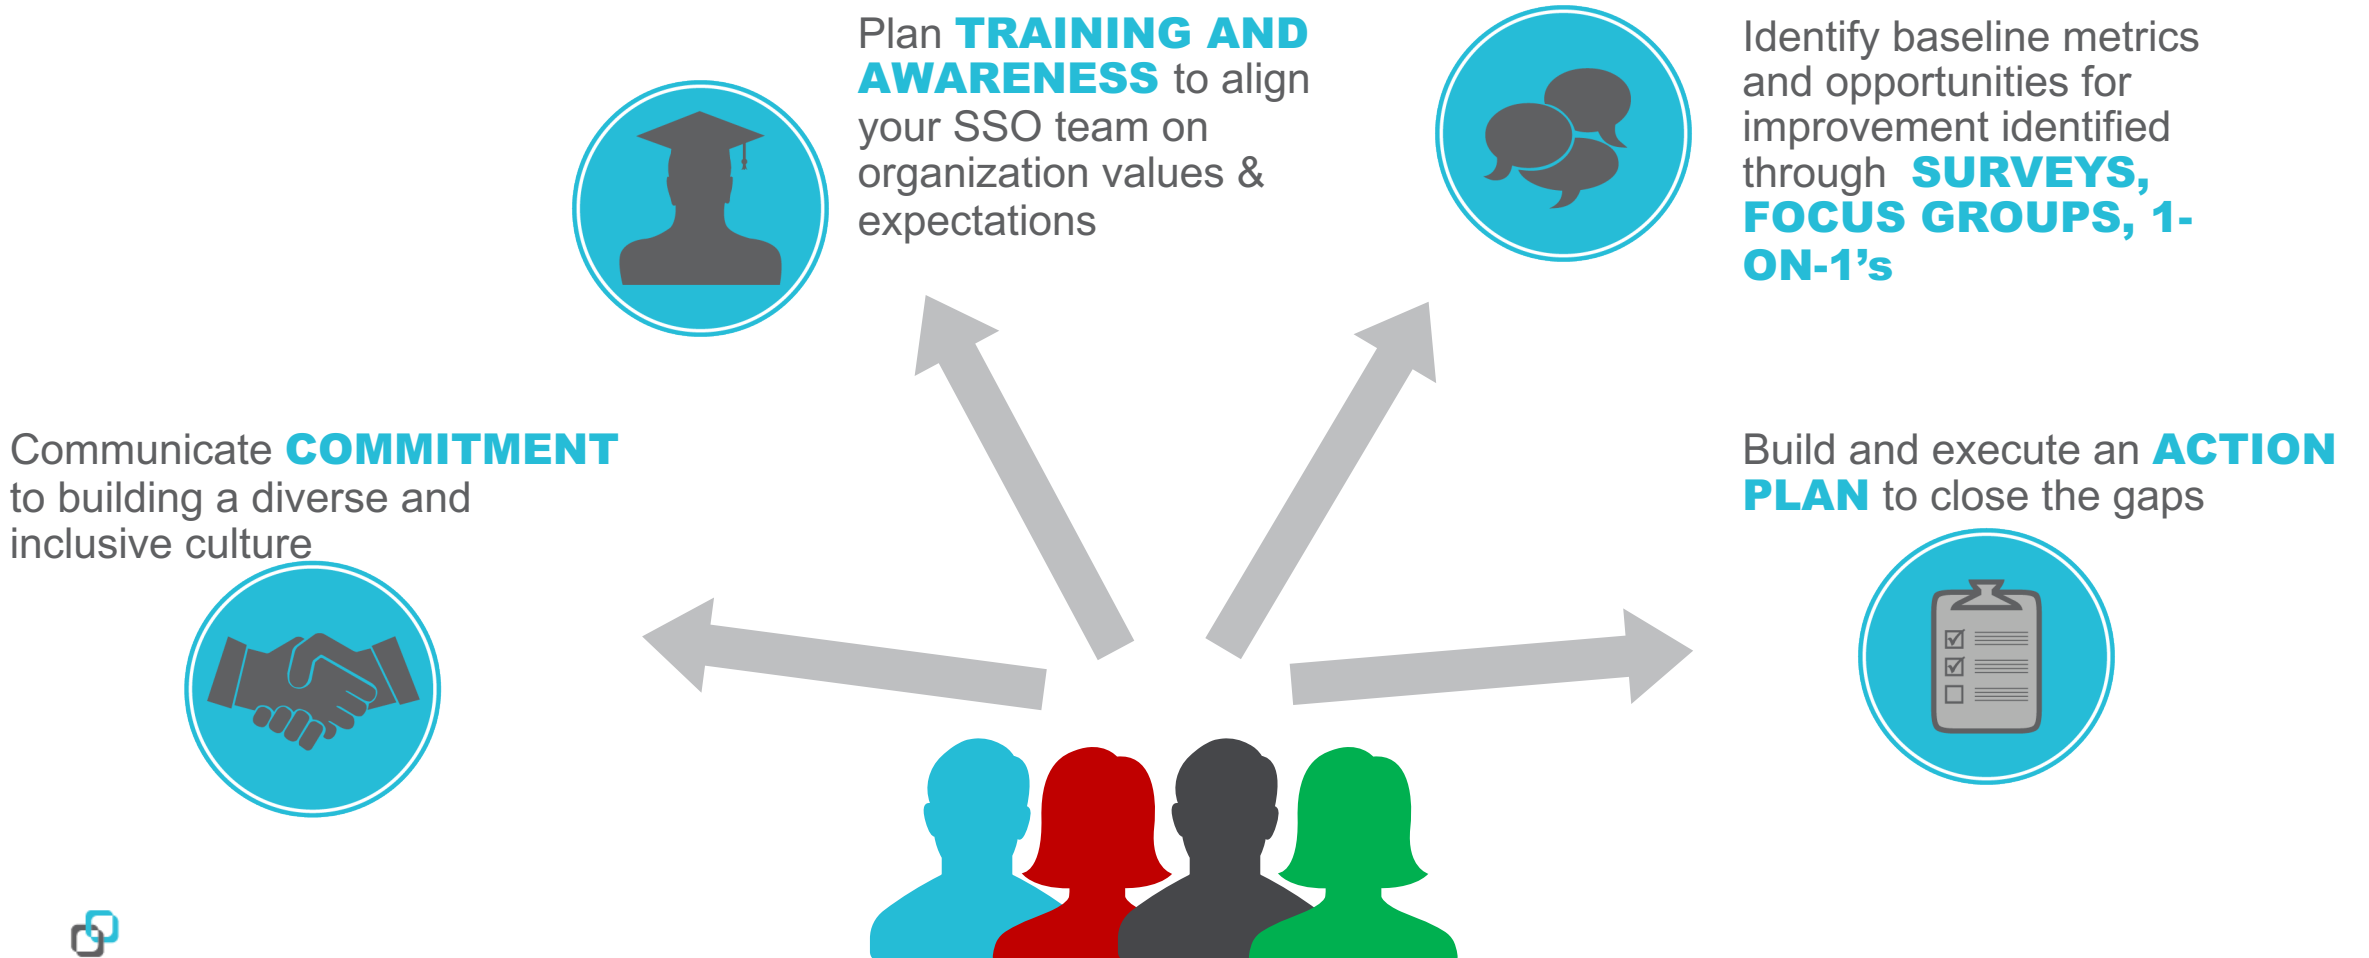 Plan TRAINING AND
AWARENESS to align
your SSO team on
organization values &
expectations
Identify baseline metrics
and opportunities for
improvement identified
through SURVEYS,
FOCUS GROUPS, 1-
ON-1’s
Communicate COMMITMENT
to building a diverse and
inclusive culture
Build and execute an ACTION
PLAN to close the gaps